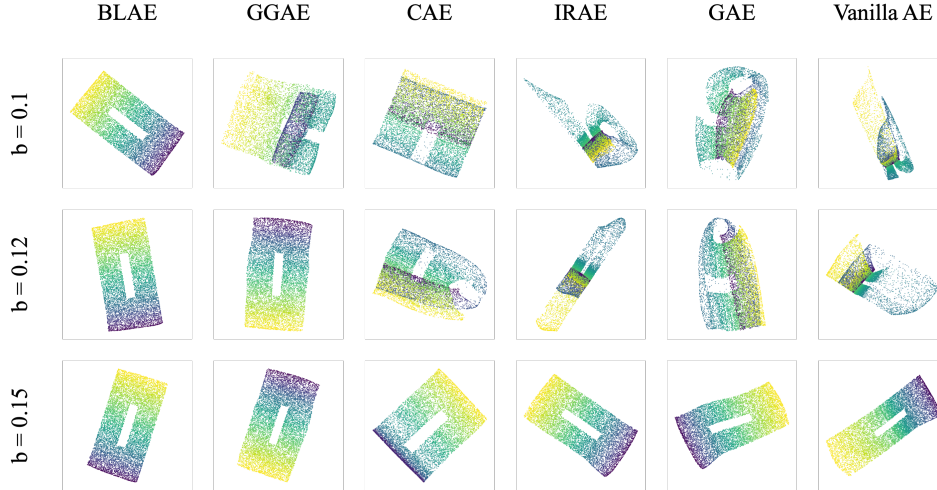 BLAE GGAE CAE IRAE GAE Vanilla AE
b = 0.1
b = 0.12
b = 0.15